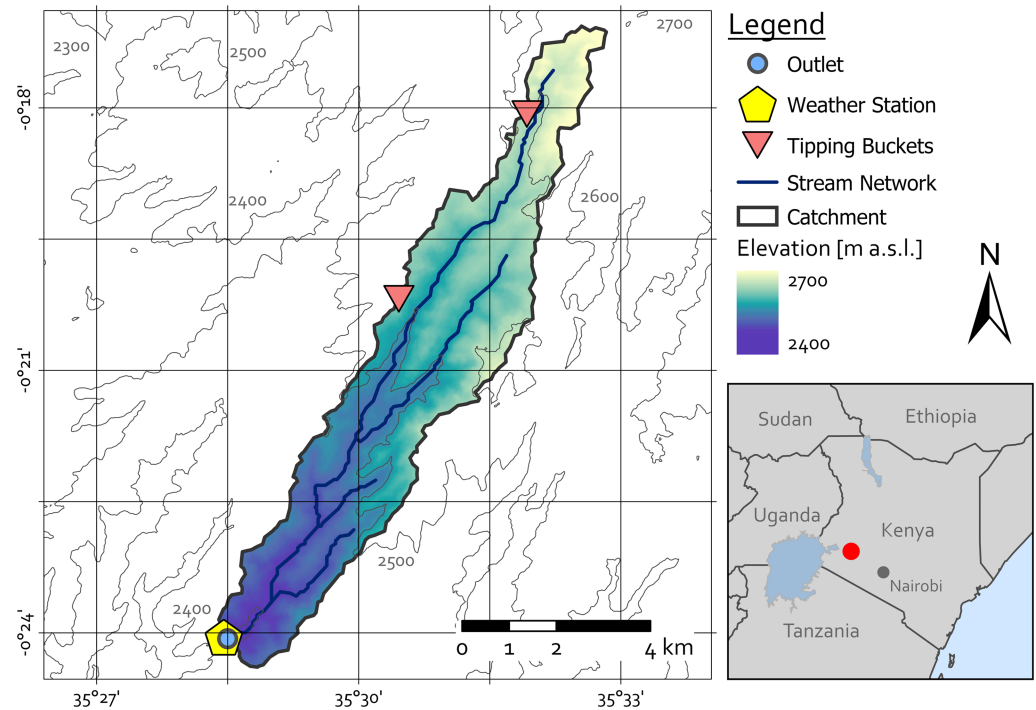 2300
2500
2700
2400
2600
2500
2400
-0°18'
-0°21'
-0°24'
35°27'
35°30'
35°33'
0 1 2 4 km
Legend
Outlet
Weather Station
Tipping Buckets
Stream Network
Catchment
Elevation [m a.s.l.]
2700
2400
N
Sudan
Ethiopia
Uganda
Kenya
Nairobi
Tanzania